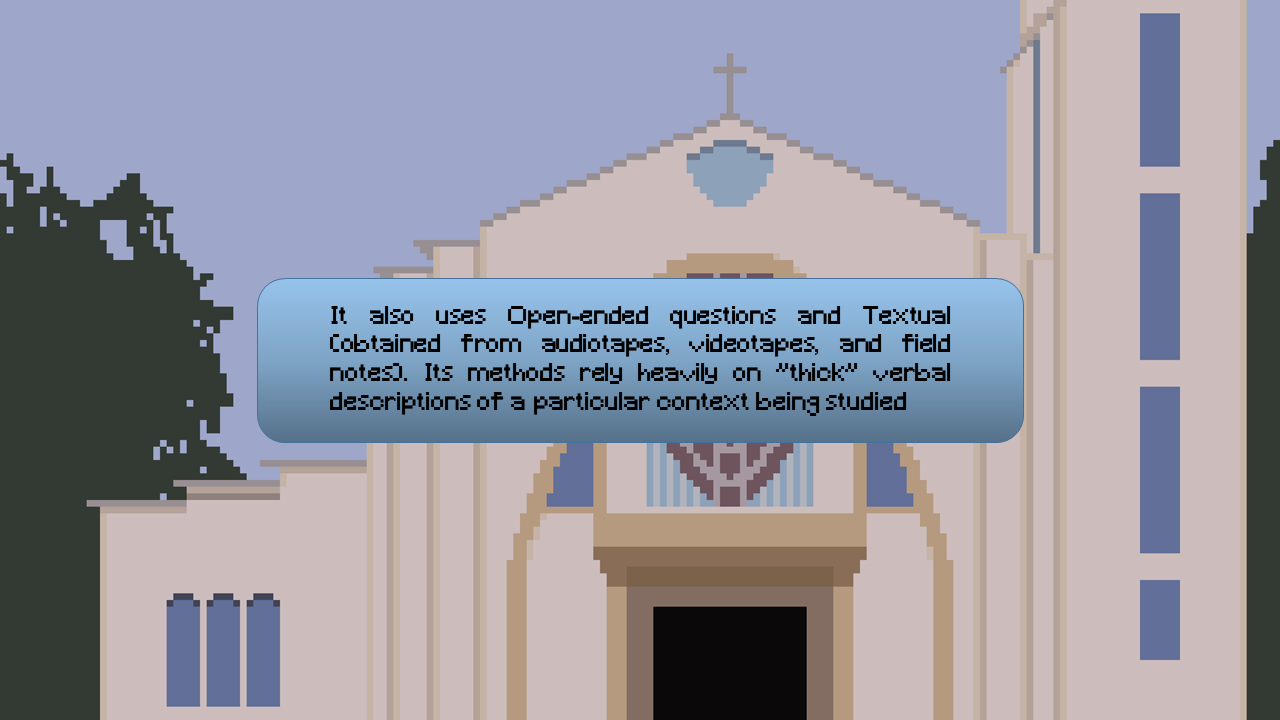 It also uses Open-ended questions and Textual
(obtained from audiotapes, videotapes, and field
notes). Its methods rely heavily on "thick" verbal
descriptions of a particular context being studied